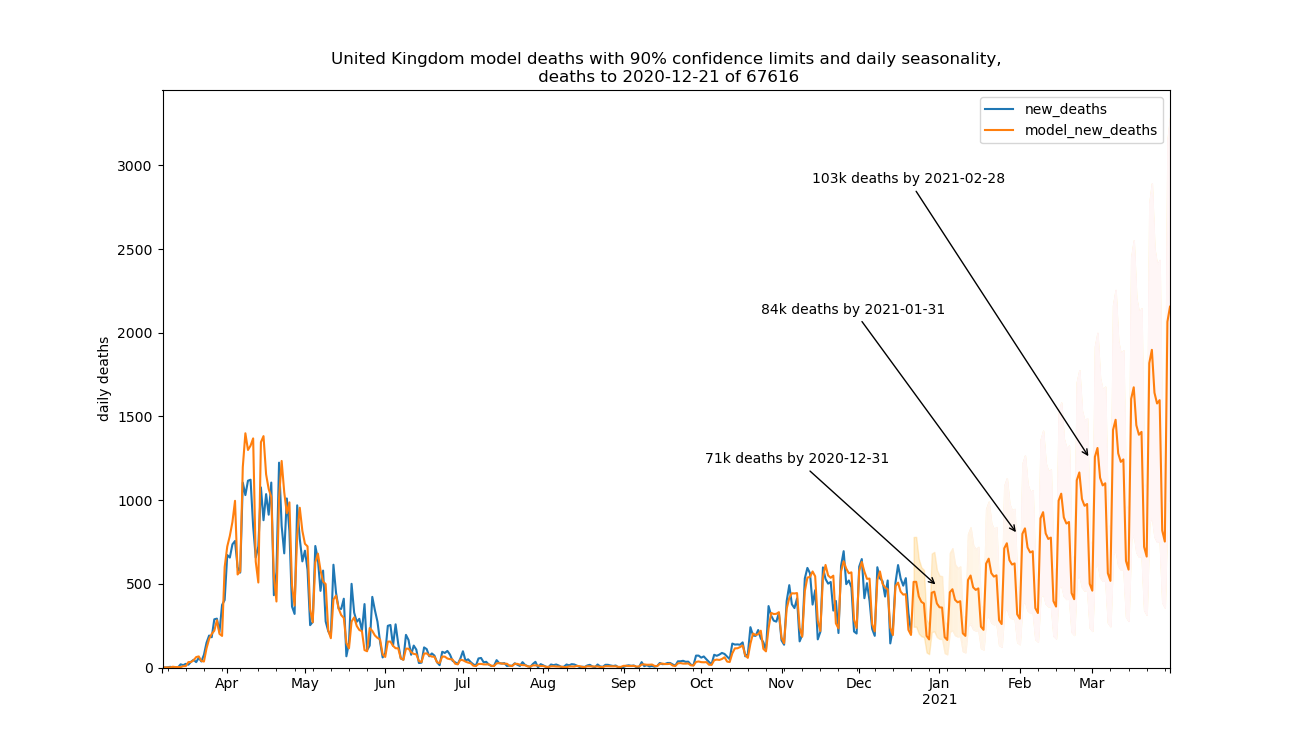 United Kingdom model deaths with 90% confidence limits and daily seasonality,
deaths to 2020-12-21 of 67616
new_deaths
model_new_deaths
103k deaths by 2021-02-28
84k deaths by 2021-01-31
71k deaths by 2020-12-31
daily deaths
3000
2500
2000
1500
1000
500
0
Apr May Jun Jul Aug Sep Oct Nov Dec Jan Feb Mar
2021